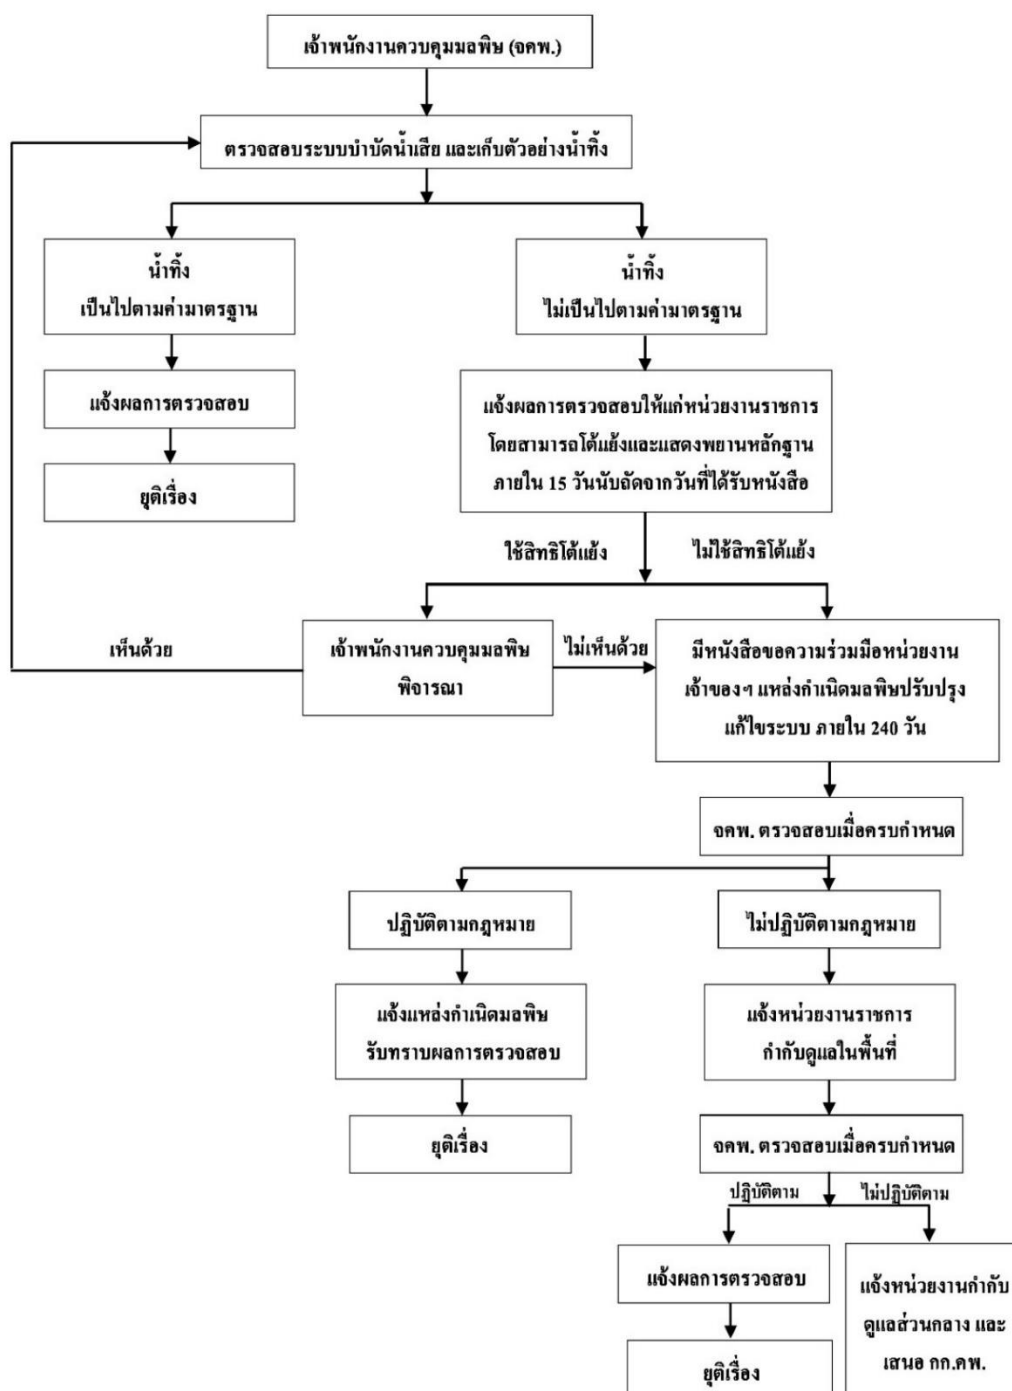 เจ้าพนักงานควบคุมมลพิษ (จคพ.)
ตรวจสอบระบบบำบัดน้ำเสีย และเก็บตัวอย่างน้ำทิ้ง
น้ำทิ้ง
เป็นไปตามค่ามาตรฐาน
น้ำทิ้ง
ไม่เป็นไปตามค่ามาตรฐาน
แจ้งผลการตรวจสอบ
แจ้งผลการตรวจสอบให้แก่หน่วยงานราชการ
โดยสามารถโต้แย้งและแสดงพยานหลักฐาน
ภายใน 15 วันนับถัดจากวันที่ได้รับหนังสือ
ยุติเรื่อง
ใช้สิทธิโต้แย้ง
ไม่ใช้สิทธิโต้แย้ง
เห็นด้วย
เจ้าพนักงานควบคุมมลพิษ
พิจารณา
ไม่เห็นด้วย
มีหนังสือขอความร่วมมือหน่วยงาน
เจ้าของฯ แหล่งกำเนิดมลพิษปรับปรุง
แก้ไขระบบ ภายใน 240 วัน
จคพ. ตรวจสอบเมื่อครบกำหนด
ปฏิบัติตามกฎหมาย
ไม่ปฏิบัติตามกฎหมาย
แจ้งแหล่งกำเนิดมลพิษ
รับทราบผลการตรวจสอบ
แจ้งหน่วยงานราชการ
กำกับดูแลในพื้นที่
ยุติเรื่อง
จคพ. ตรวจสอบเมื่อครบกำหนด
ปฏิบัติตาม
ไม่ปฏิบัติตาม
แจ้งผลการตรวจสอบ
แจ้งหน่วยงานกำกับ
ดูแลส่วนกลาง และ
เสนอ กก.คพ.
ยุติเรื่อง